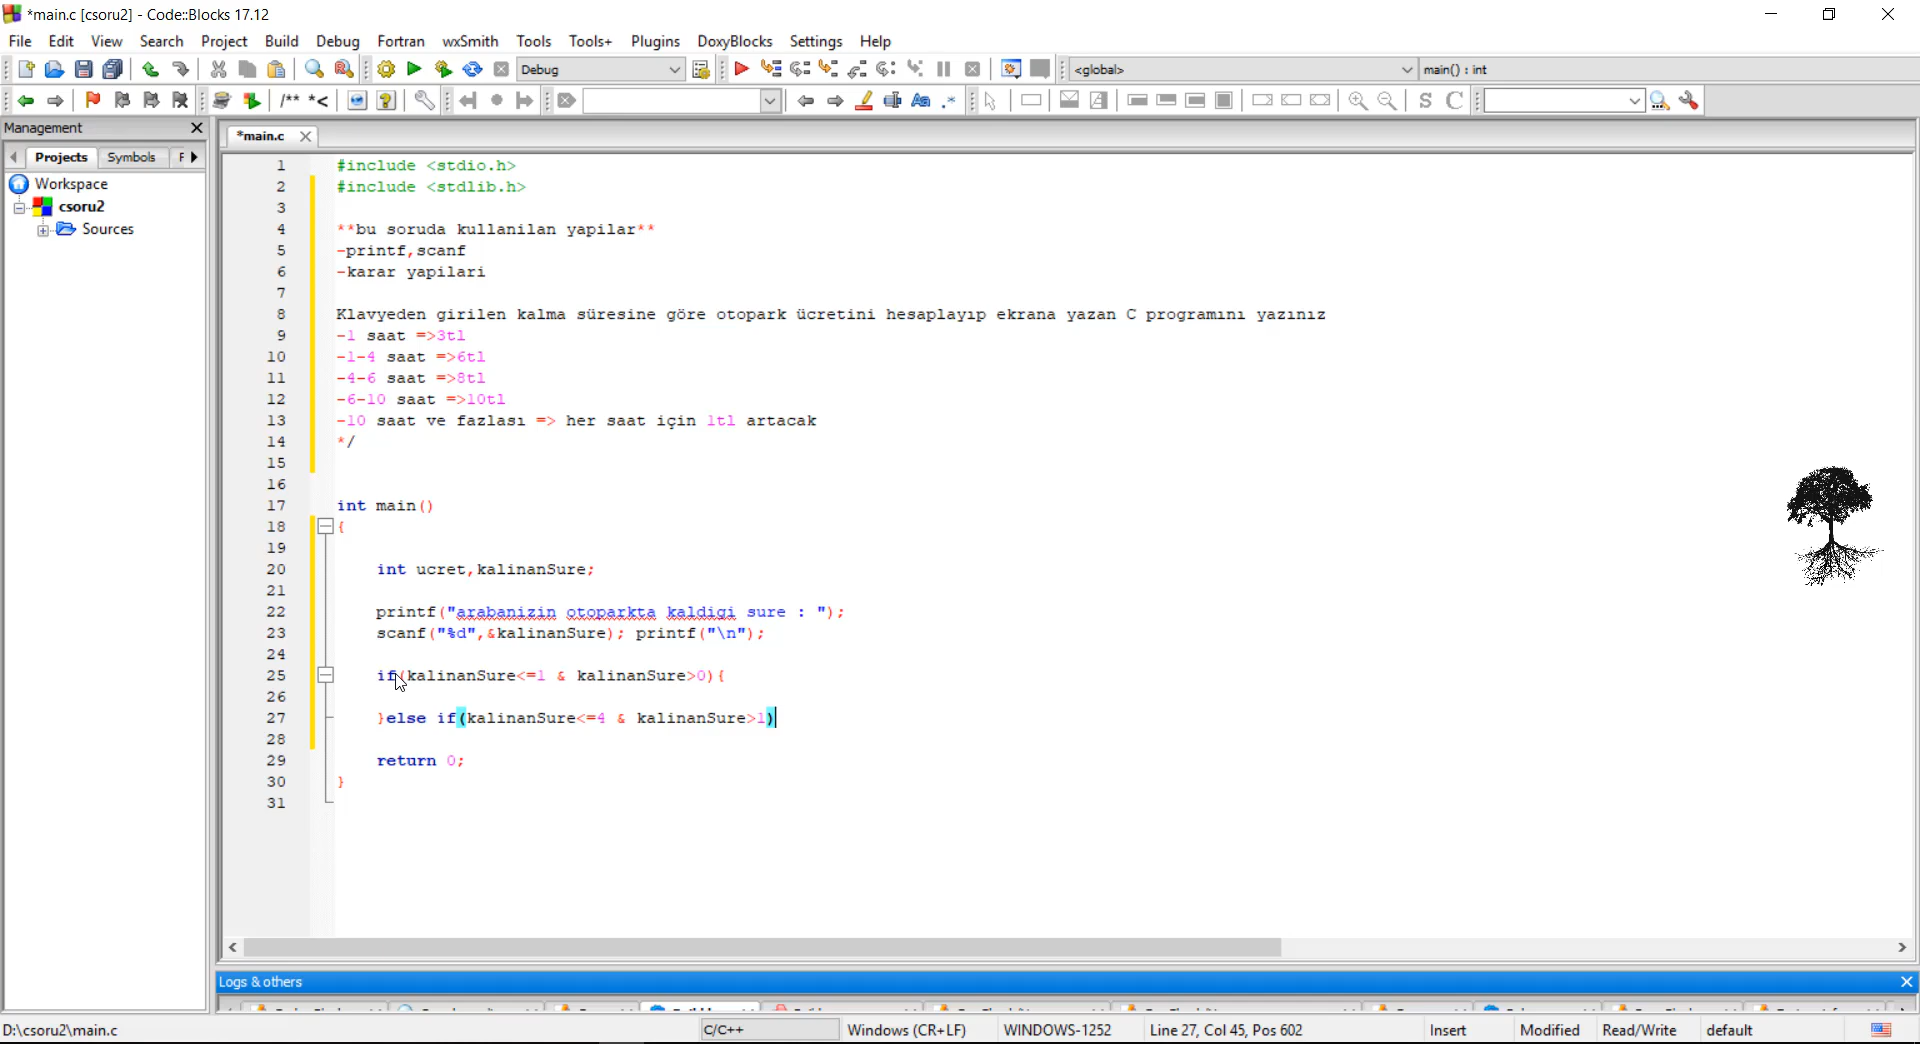 *main.c [csoru2] - Code::Blocks 17.12
File Edit View Search Project Build Debug Fortran wxSmith Tools Tools+ Plugins DoxyBlocks Settings Help
Debug <global> main() : int
/** *< Aa .* S C
Management
*main.c
Projects Symbols F
Workspace
csoru2
Sources
1 #include <stdio.h>
2 #include <stdlib.h>
3
4 **bu soruda kullanilan yapilar**
5 -printf,scanf
6 -karar yapilari
7
8 Klavyeden girilen kalma süresine göre otopark ücretini hesaplayıp ekrana yazan C programını yazınız
9 -1 saat =>3tl
10 -1-4 saat =>6tl
11 -4-6 saat =>8tl
12 -6-10 saat =>10tl
13 -10 saat ve fazlası => her saat için 1tl artacak
14 */
15
16
17 int main()
18 {
19
20 int ucret,kalinanSure;
21
22 printf("arabanizin otoparkta kaldigi sure : ");
23 scanf("%d",&kalinanSure); printf("\n");
24
25 if(kalinanSure<=1 & kalinanSure>0){
26
27 }else if(kalinanSure<=4 & kalinanSure>1)
28
29 return 0;
30 }
31
Logs & others
D:\csoru2\main.c C/C++ Windows (CR+LF) WINDOWS-1252 Line 27, Col 45, Pos 602 Insert Modified Read/Write default